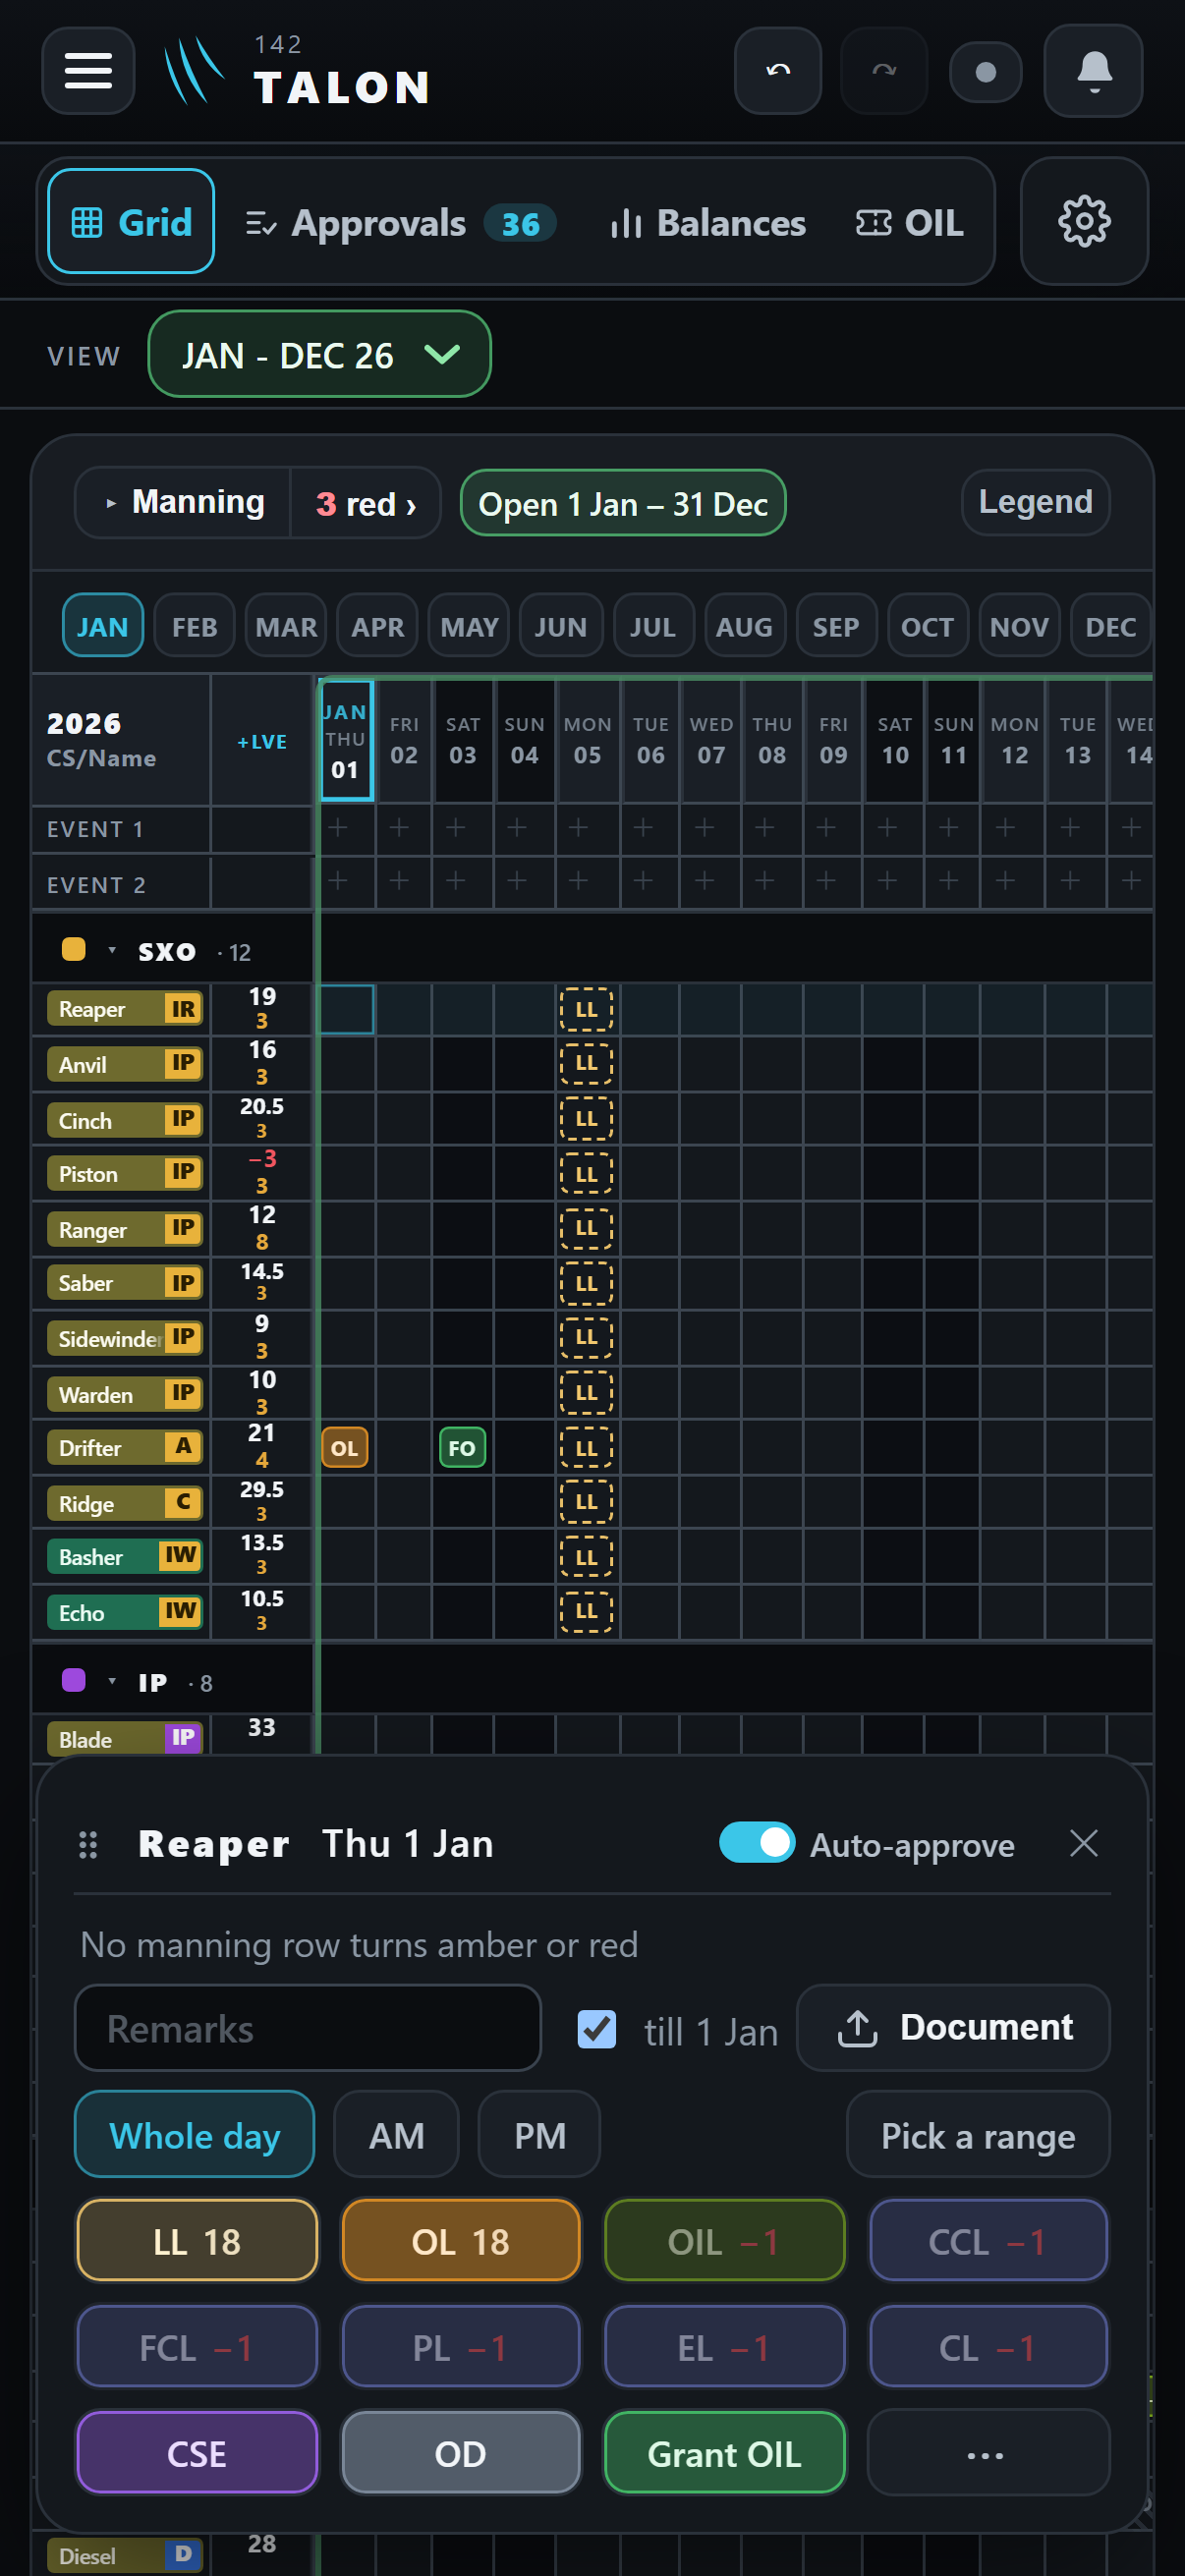 142
TALON
Grid Approvals 36 Balances OIL
VIEW JAN - DEC 26
Manning 3 red › Open 1 Jan – 31 Dec Legend
JAN FEB MAR APR MAY JUN JUL AUG SEP OCT NOV DEC
2026
CS/Name
+LVE
JAN THU 01
FRI 02
SAT 03
SUN 04
MON 05
TUE 06
WED 07
THU 08
FRI 09
SAT 10
SUN 11
MON 12
TUE 13
WED 14
EVENT 1 + + + + + + + + + + + + + +
EVENT 2 + + + + + + + + + + + + + +
SXO · 12
Reaper IR 19 3 LL
Anvil IP 16 3 LL
Cinch IP 20.5 3 LL
Piston IP −3 3 LL
Ranger IP 12 8 LL
Saber IP 14.5 3 LL
Sidewinder IP 9 3 LL
Warden IP 10 3 LL
Drifter A 21 4 OL FO LL
Ridge C 29.5 3 LL
Basher IW 13.5 3 LL
Echo IW 10.5 3 LL
IP · 8
Blade IP 33
Reaper Thu 1 Jan Auto-approve
No manning row turns amber or red
Remarks till 1 Jan Document
Whole day AM PM Pick a range
LL 18 OL 18 OIL −1 CCL −1
FCL −1 PL −1 EL −1 CL −1
CSE OD Grant OIL ···
Diesel D 28